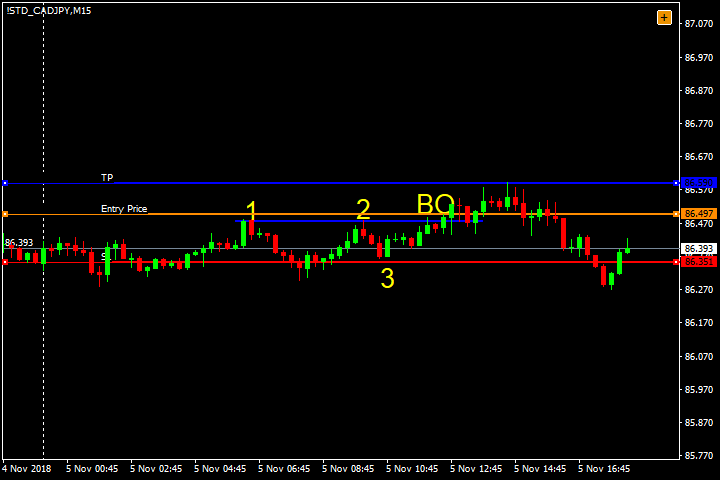 !STD_CADJPY,M15
+
87.070
86.970
86.870
86.770
86.670
TP
86.570
1
2
BO
Entry Price
86.497
86.470
86.393
86.393
S
86.351
3
86.270
86.170
86.070
85.970
85.870
85.770
4 Nov 2018
5 Nov 00:45
5 Nov 02:45
5 Nov 04:45
5 Nov 06:45
5 Nov 08:45
5 Nov 10:45
5 Nov 12:45
5 Nov 14:45
5 Nov 16:45